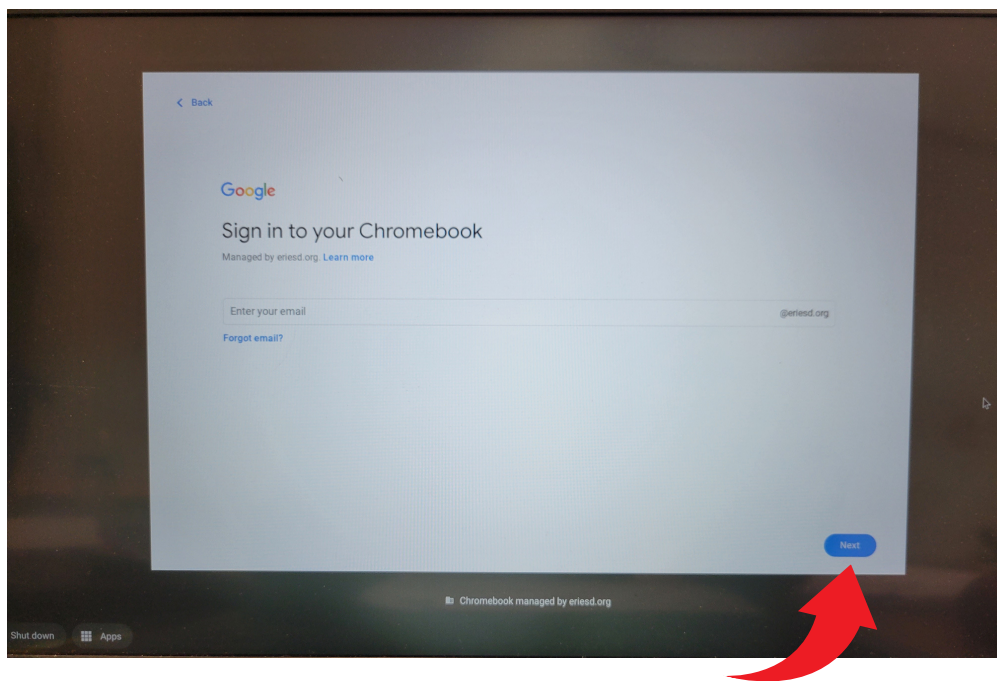 Back
Google
Sign in to your Chromebook
Managed by eriesd.org. Learn more
Enter your email @eriesd.org
Forgot email?
Next
Chromebook managed by eriesd.org
Shut down Apps